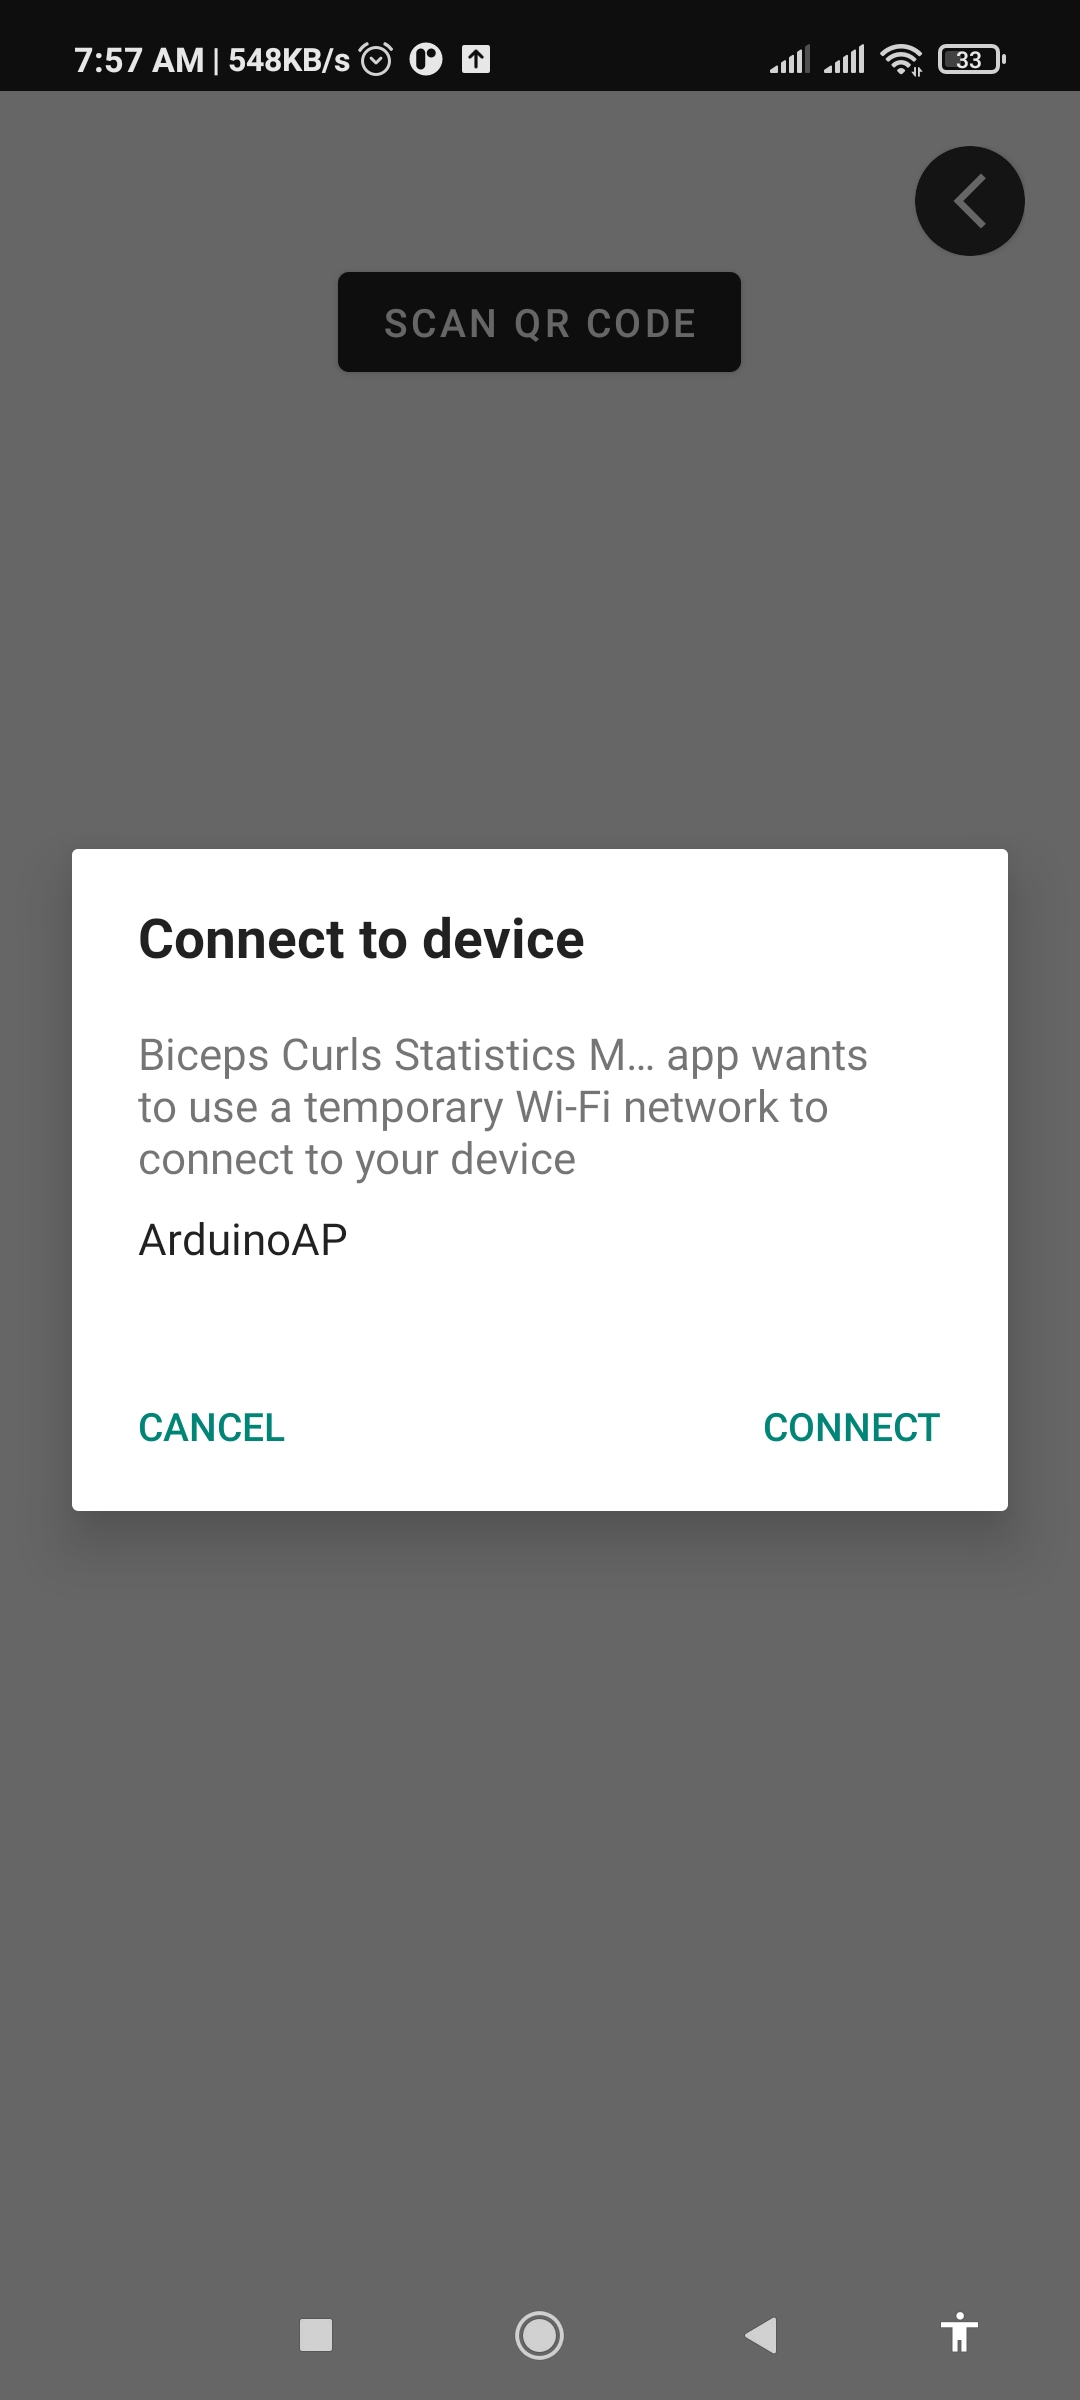 7:57 AM | 548KB/s 33
SCAN QR CODE
Connect to device
Biceps Curls Statistics M... app wants
to use a temporary Wi-Fi network to
connect to your device
ArduinoAP
CANCEL CONNECT